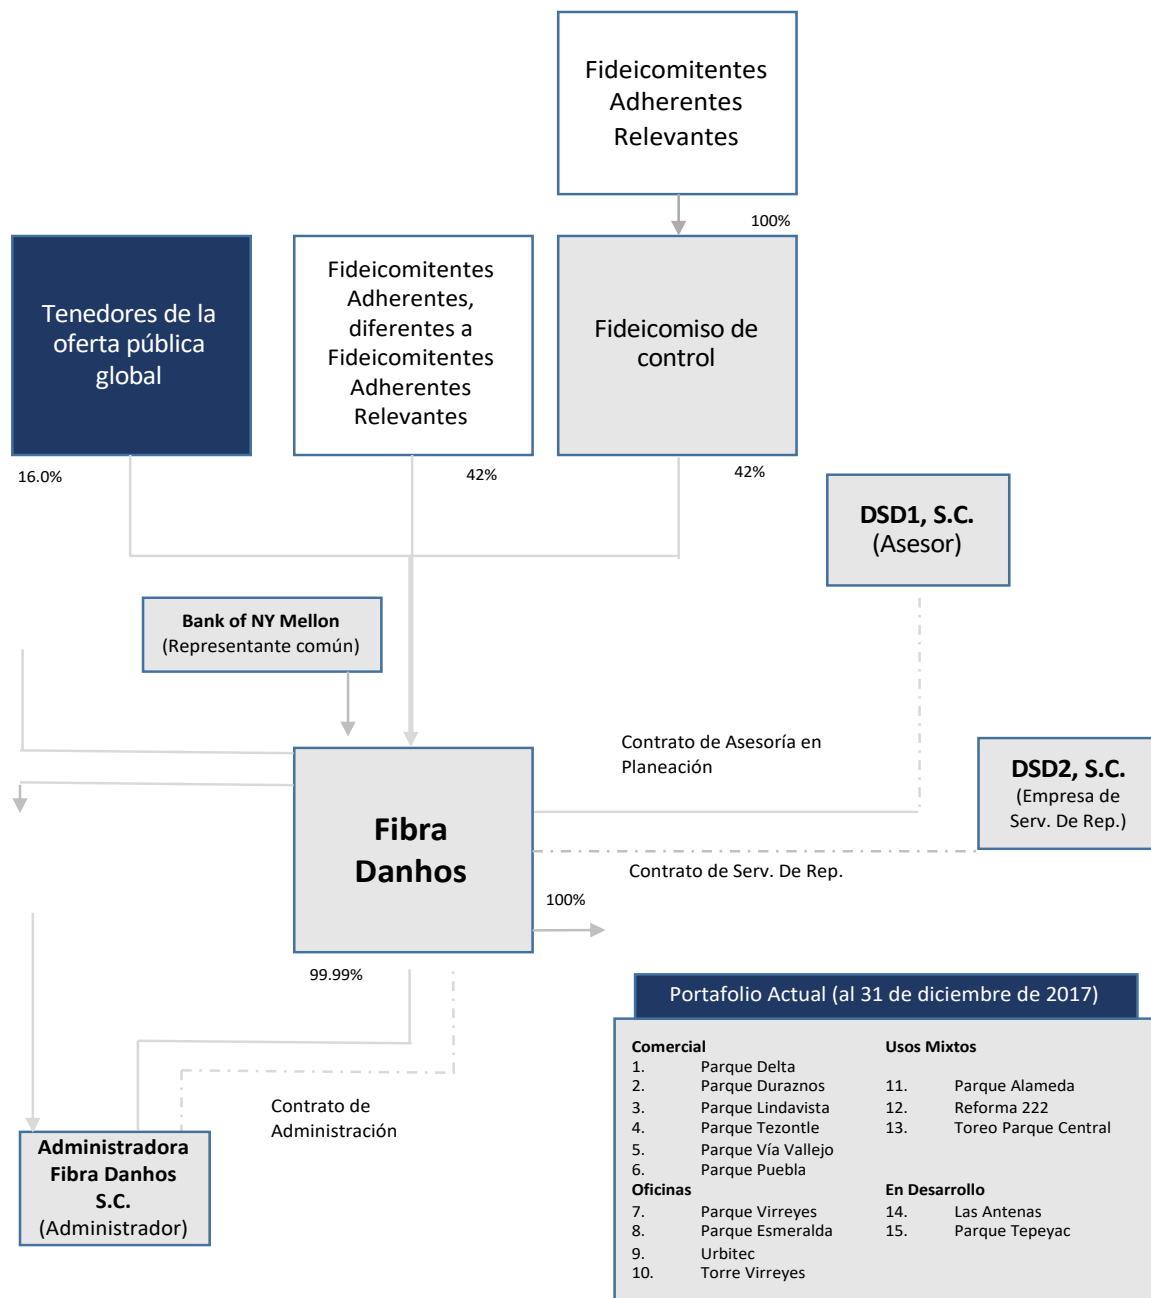 Fideicomitentes
Adherentes
Relevantes
100%
Tenedores de la
oferta pública
global
Fideicomitentes
Adherentes,
diferentes a
Fideicomitentes
Adherentes
Relevantes
Fideicomiso de
control
16.0%
42%
42%
DSD1, S.C.
(Asesor)
Bank of NY Mellon
(Representante común)
Contrato de Asesoría en
Planeación
DSD2, S.C.
(Empresa de
Serv. De Rep.)
Fibra
Danhos
Contrato de Serv. De Rep.
100%
99.99%
Contrato de
Administración
Administradora
Fibra Danhos
S.C.
(Administrador)
Portafolio Actual (al 31 de diciembre de 2017)
Comercial
1. Parque Delta
2. Parque Duraznos
3. Parque Lindavista
4. Parque Tezontle
5. Parque Vía Vallejo
6. Parque Puebla
Oficinas
7. Parque Virreyes
8. Parque Esmeralda
9. Urbitec
10. Torre Virreyes
Usos Mixtos
11. Parque Alameda
12. Reforma 222
13. Toreo Parque Central
En Desarrollo
14. Las Antenas
15. Parque Tepeyac